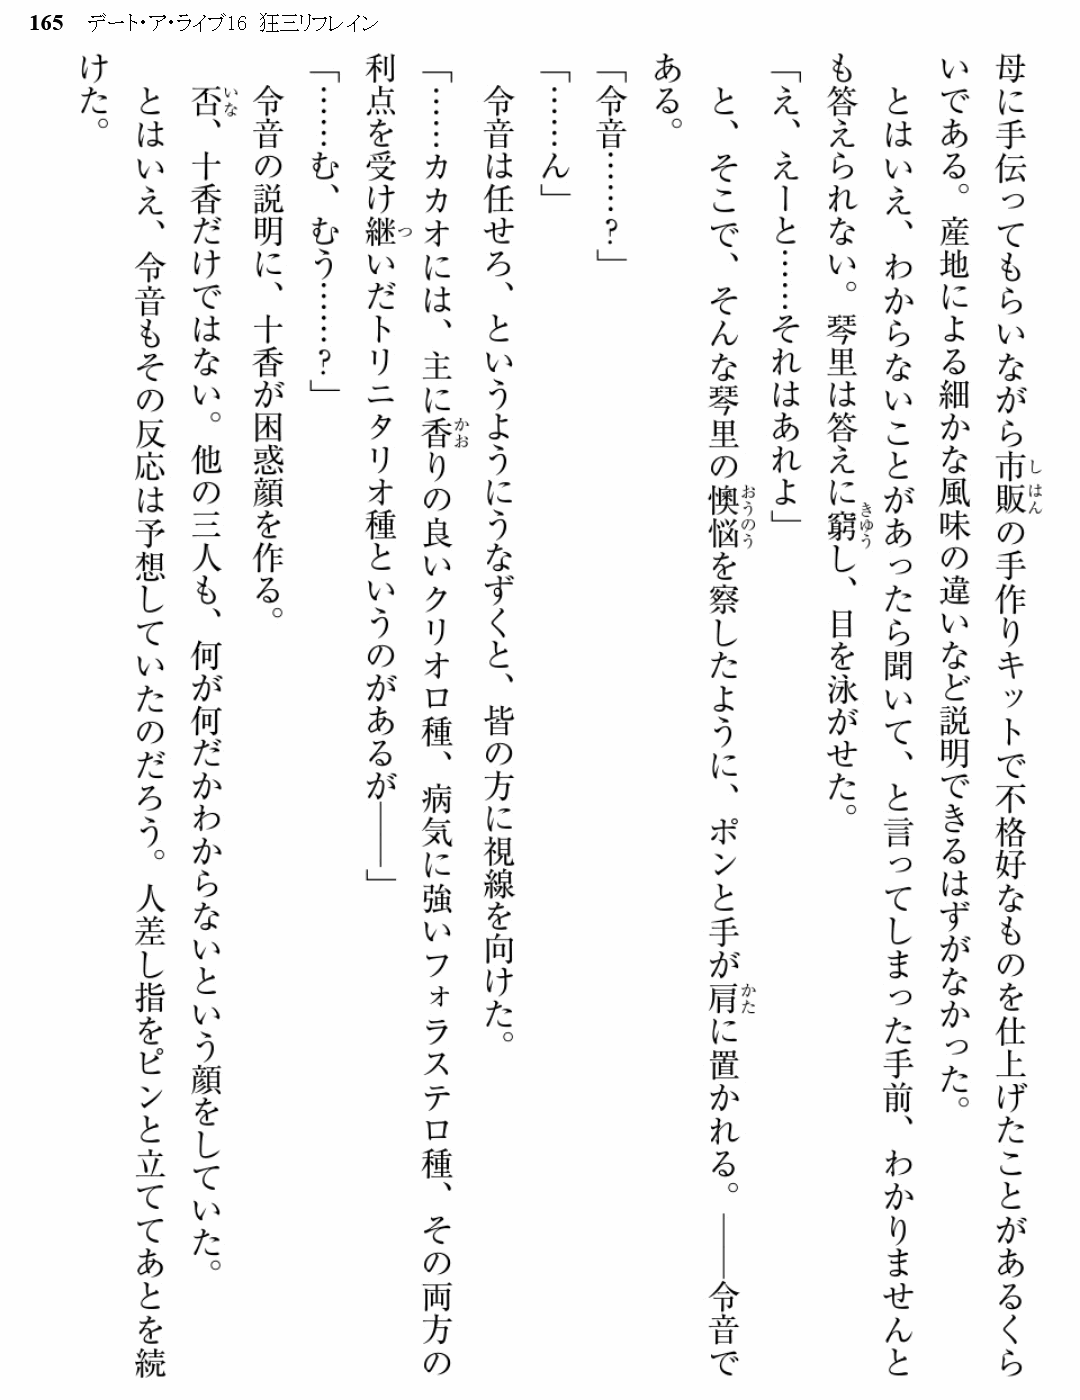 165 デート・ア・ライブ16 狂三リフレイン
母に手伝ってもらいながら市販の手作りキットで不格好なものを仕上げたことがあるくら
いである。産地による細かな風味の違いなど説明できるはずがなかった。
　とはいえ、わからないことがあったら聞いて、と言ってしまった手前、わかりませんと
も答えられない。琴里は答えに窮し、目を泳がせた。
「え、えーと……それはあれよ」
　と、そこで、そんな琴里の懊悩を察したように、ポンと手が肩に置かれる。――令音で
ある。
「令音……？」
「……ん」
　令音は任せろ、というようにうなずくと、皆の方に視線を向けた。
「……カカオには、主に香りの良いクリオロ種、病気に強いフォラステロ種、その両方の
利点を受け継いだトリニタリオ種というのがあるが――」
「……む、むう……？」
　令音の説明に、十香が困惑顔を作る。
　否、十香だけではない。他の三人も、何が何だかわからないという顔をしていた。
　とはいえ、令音もその反応は予想していたのだろう。人差し指をピンと立ててあとを続
けた。